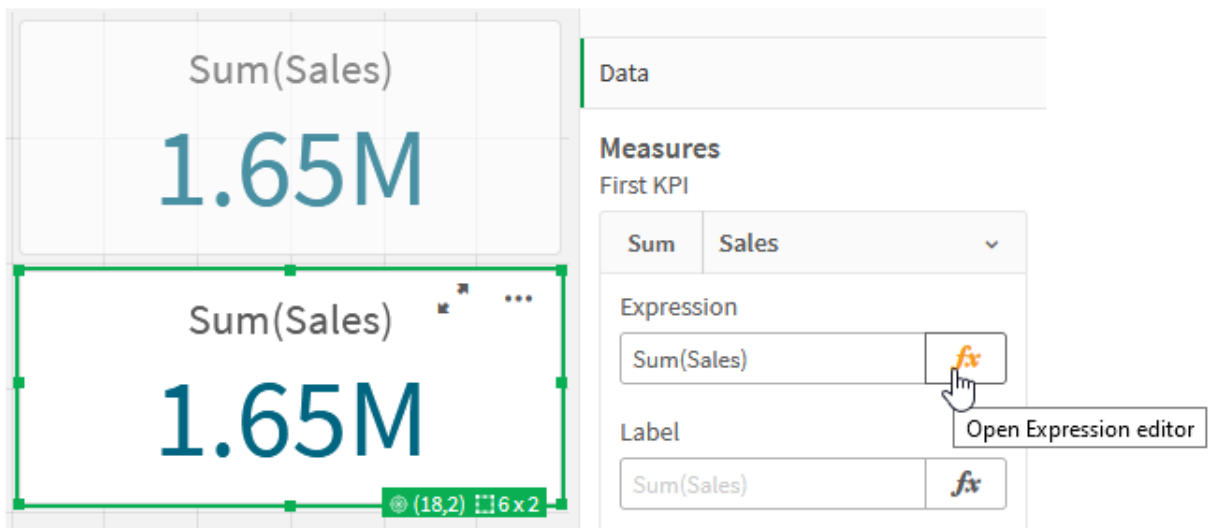 Sum(Sales)
1.65M
Sum(Sales)
1.65M
(18,2) 6 x 2
Data
Measures
First KPI
Sum Sales
Expression
Sum(Sales) fx
Open Expression editor
Label
Sum(Sales) fx